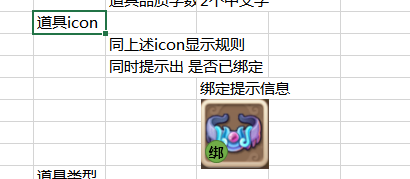 道具品质字数 2个中文字
道具icon
同上述icon显示规则
同时提示出 是否已绑定
绑定提示信息
绑
道具类型